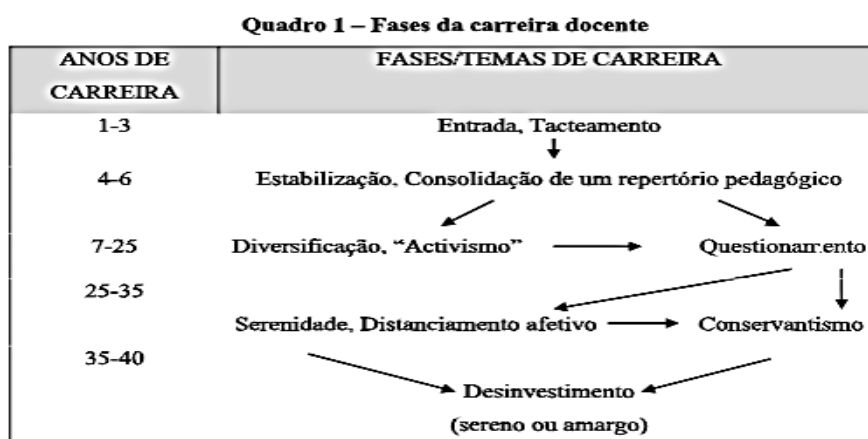 Quadro 1 – Fases da carreira docente
ANOS DE CARREIRA
FASES/TEMAS DE CARREIRA
1-3
Entrada, Tacteamento
4-6
Estabilização, Consolidação de um repertório pedagógico
7-25
Diversificação, “Activismo”
Questionamento
25-35
Serenidade, Distanciamento afetivo
Conservantismo
35-40
Desinvestimento
(sereno ou amargo)